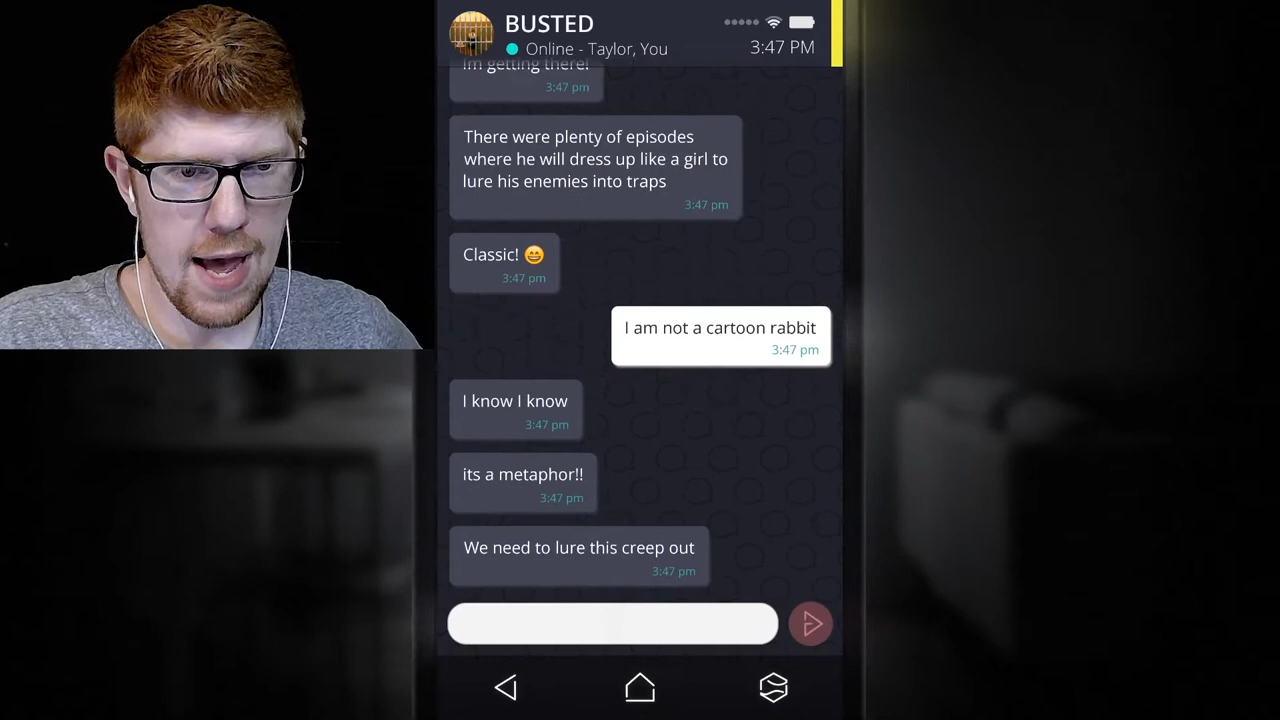 BUSTED
Online - Taylor, You
3:47 PM
Im getting there!
3:47 pm
There were plenty of episodes
where he will dress up like a girl to
lure his enemies into traps
3:47 pm
Classic! 😄
3:47 pm
I am not a cartoon rabbit
3:47 pm
I know I know
3:47 pm
its a metaphor!!
3:47 pm
We need to lure this creep out
3:47 pm